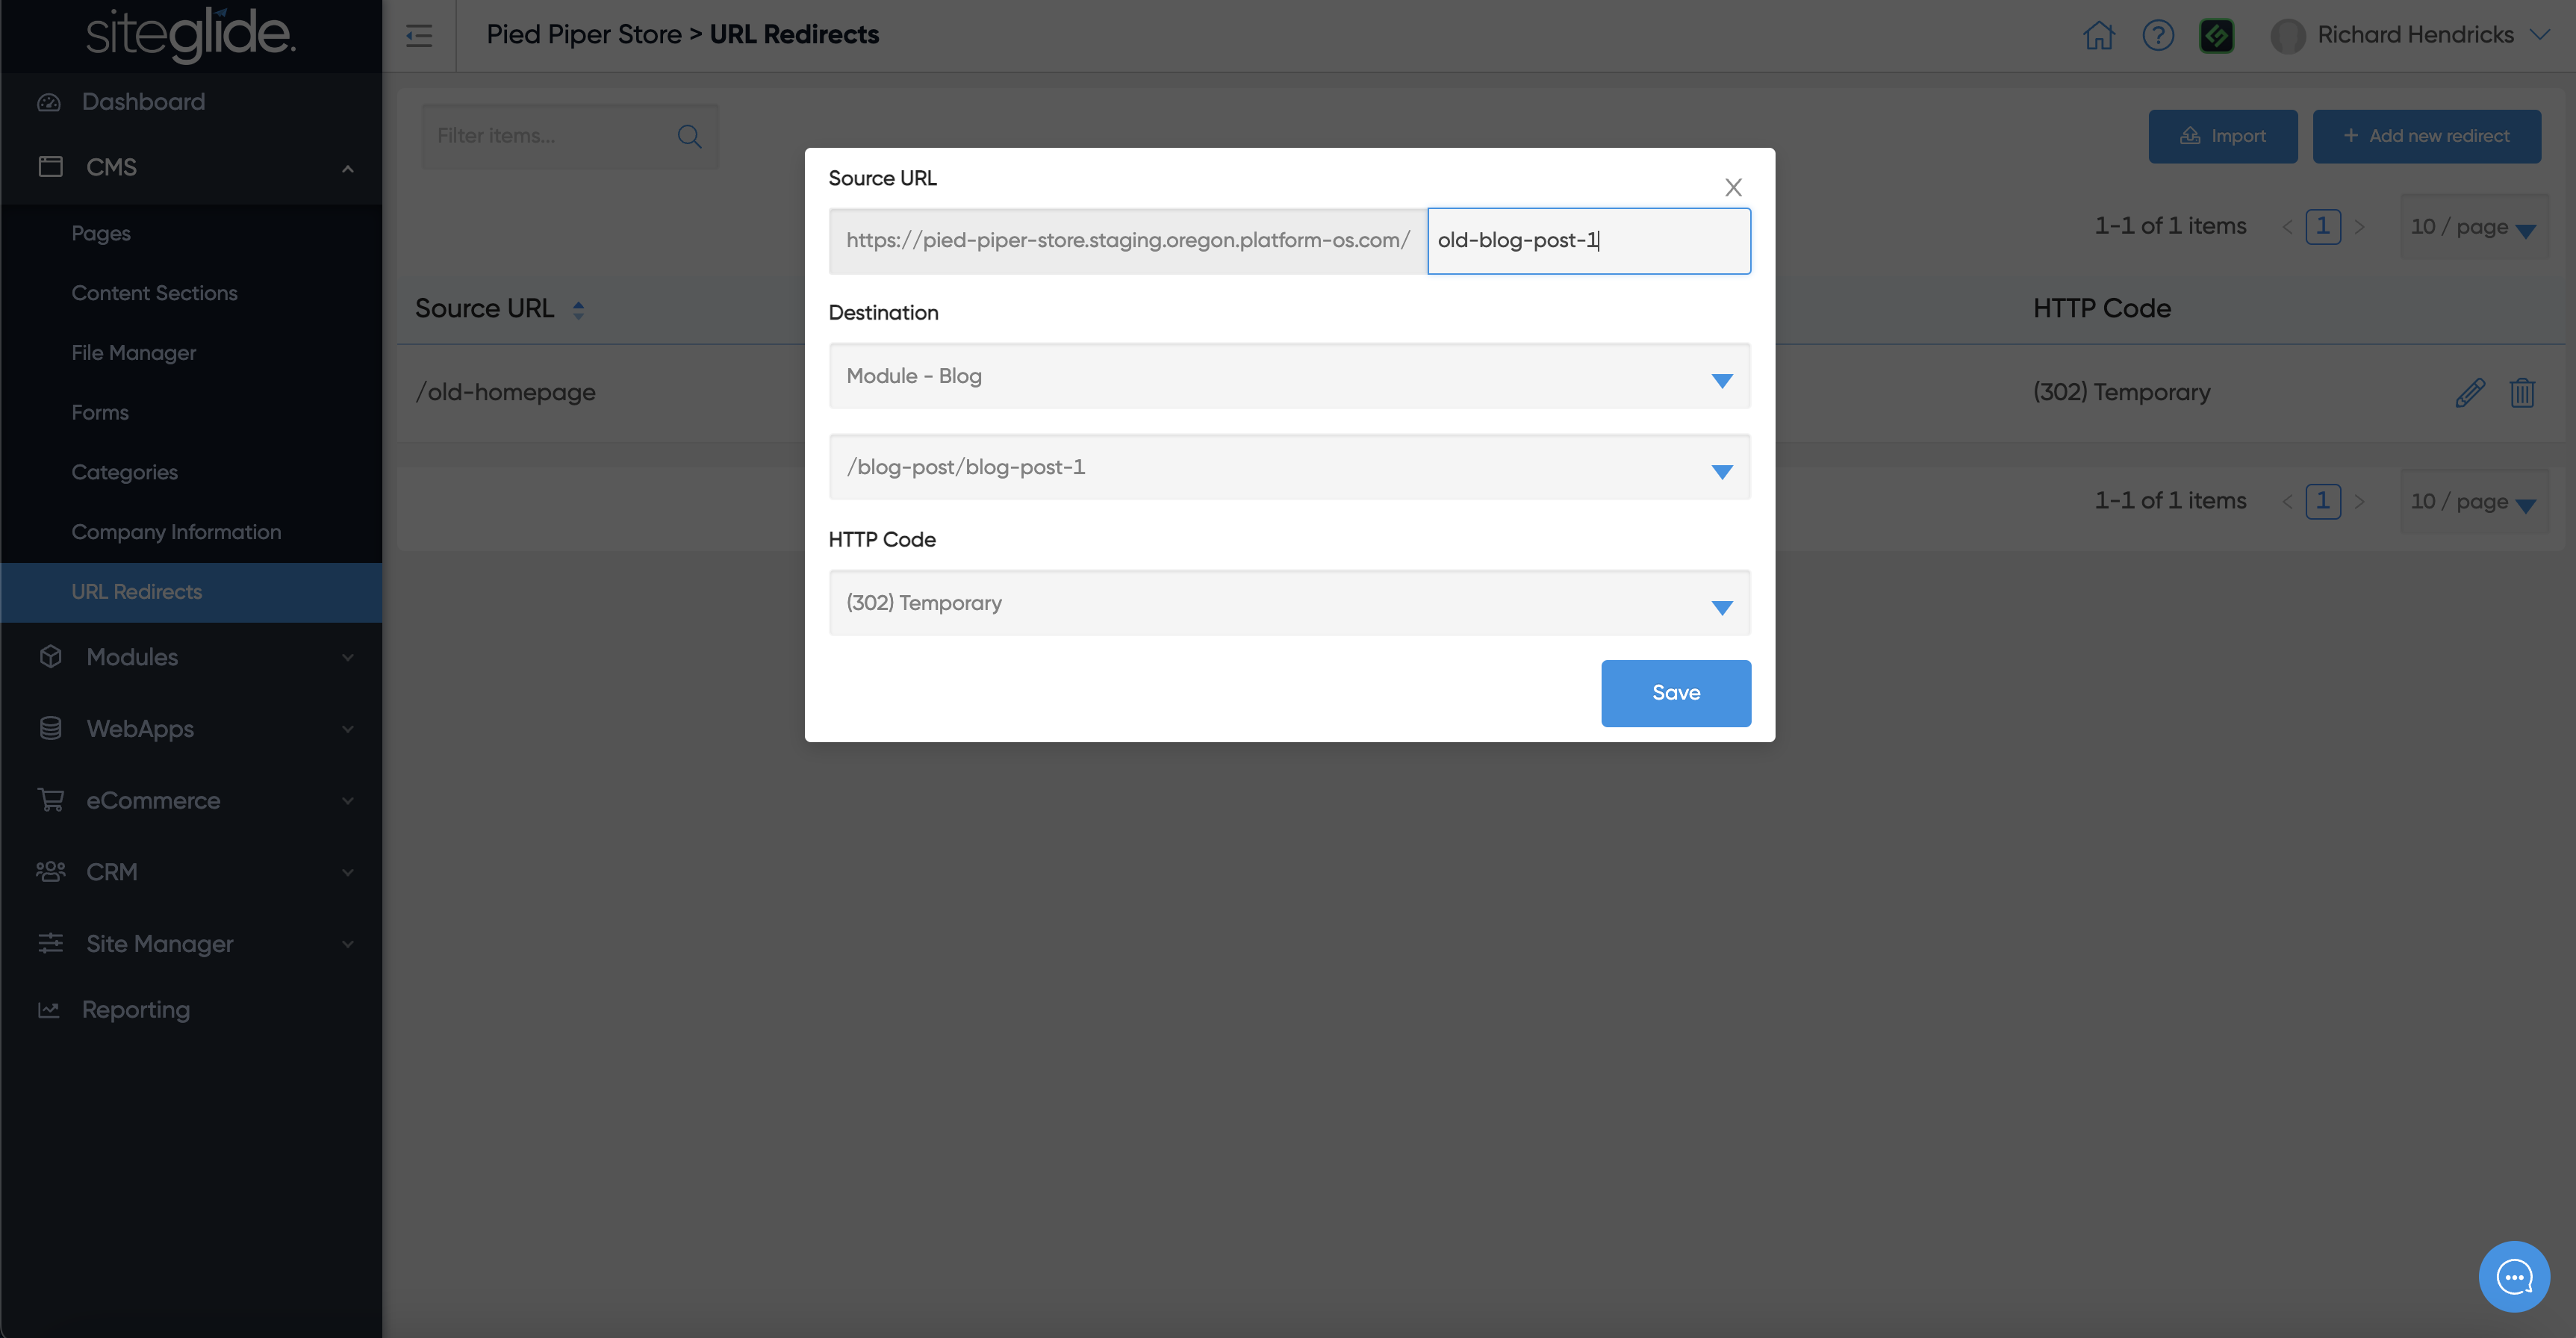 siteglide.
Pied Piper Store > URL Redirects
Richard Hendricks
Dashboard
CMS
Pages
Content Sections
File Manager
Forms
Categories
Company Information
URL Redirects
Modules
WebApps
eCommerce
CRM
Site Manager
Reporting
Filter items...
Import
+ Add new redirect
1-1 of 1 items < 1 > 10 / page
Source URL
HTTP Code
/old-homepage
(302) Temporary
1-1 of 1 items < 1 > 10 / page
Source URL
X
https://pied-piper-store.staging.oregon.platform-os.com/ old-blog-post-1
Destination
Module - Blog
/blog-post/blog-post-1
HTTP Code
(302) Temporary
Save